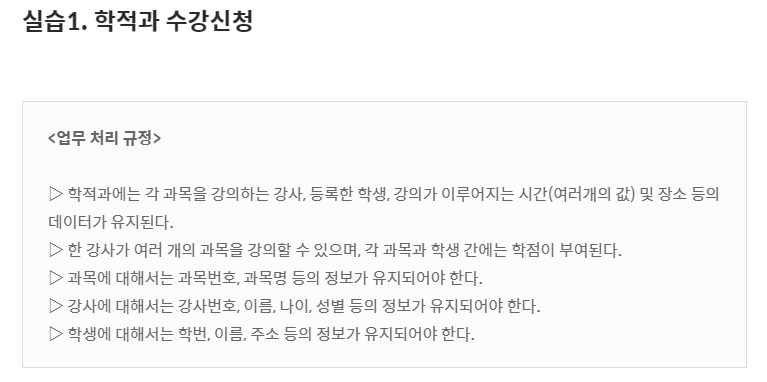 실습1. 학적과 수강신청
<업무 처리 규정>
▷ 학적과에는 각 과목을 강의하는 강사, 등록한 학생, 강의가 이루어지는 시간(여러개의 값) 및 장소 등의
데이터가 유지된다.
▷ 한 강사가 여러 개의 과목을 강의할 수 있으며, 각 과목과 학생 간에는 학점이 부여된다.
▷ 과목에 대해서는 과목번호, 과목명 등의 정보가 유지되어야 한다.
▷ 강사에 대해서는 강사번호, 이름, 나이, 성별 등의 정보가 유지되어야 한다.
▷ 학생에 대해서는 학번, 이름, 주소 등의 정보가 유지되어야 한다.